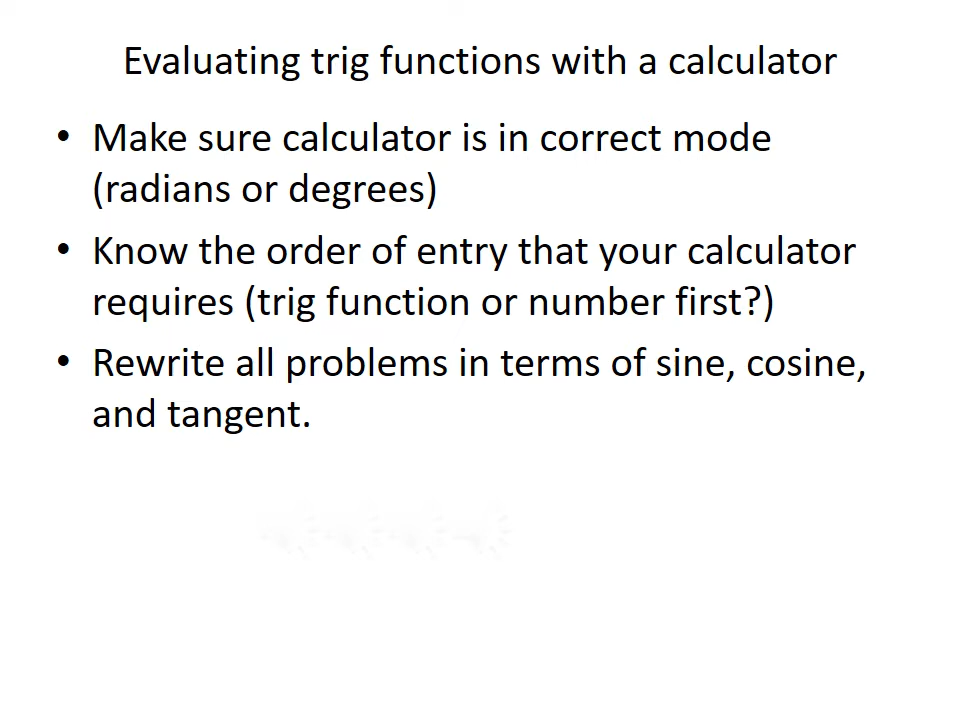 Evaluating trig functions with a calculator
• Make sure calculator is in correct mode
(radians or degrees)
• Know the order of entry that your calculator
requires (trig function or number first?)
• Rewrite all problems in terms of sine, cosine,
and tangent.